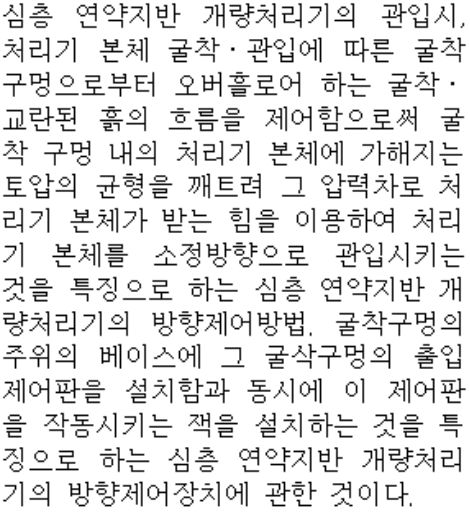 심층 연약지반 개량처리기의 관입시,
처리기 본체 굴착·관입에 따른 굴착
구멍으로부터 오버흘로어 하는 굴착·
교란된 흙의 흐름을 제어함으로써 굴
착 구멍 내의 처리기 본체에 가해지는
토압의 균형을 깨트려 그 압력차로 처
리기 본체가 받는 힘을 이용하여 처리
기 본체를 소정방향으로 관입시키는
것을 특징으로 하는 심층 연약지반 개
량처리기의 방향제어방법. 굴착구멍의
주위의 베이스에 그 굴삭구멍의 출입
제어판을 설치함과 동시에 이 제어판
을 작동시키는 잭을 설치하는 것을 특
징으로 하는 심층 연약지반 개량처리
기의 방향제어장치에 관한 것이다.